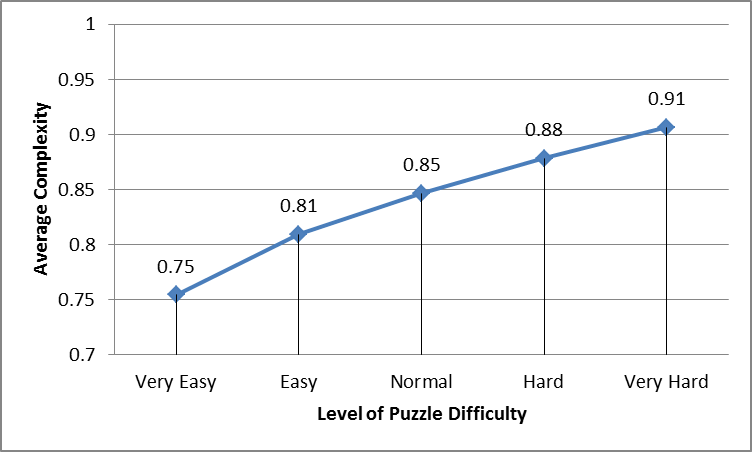 1
0.95
0.9
0.85
0.8
0.75
0.7
Average Complexity
0.75
0.81
0.85
0.88
0.91
Very Easy
Easy
Normal
Hard
Very Hard
Level of Puzzle Difficulty